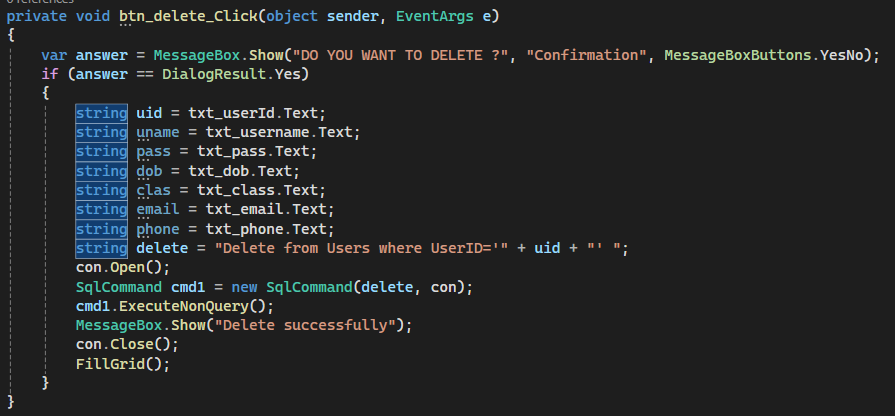 0 references
private void btn_delete_Click(object sender, EventArgs e)
{
var answer = MessageBox.Show("DO YOU WANT TO DELETE ?", "Confirmation", MessageBoxButtons.YesNo);
if (answer == DialogResult.Yes)
{
string uid = txt_userId.Text;
string uname = txt_username.Text;
string pass = txt_pass.Text;
string dob = txt_dob.Text;
string clas = txt_class.Text;
string email = txt_email.Text;
string phone = txt_phone.Text;
string delete = "Delete from Users where UserID='" + uid + "' ";
con.Open();
SqlCommand cmd1 = new SqlCommand(delete, con);
cmd1.ExecuteNonQuery();
MessageBox.Show("Delete successfully");
con.Close();
FillGrid();
}
}